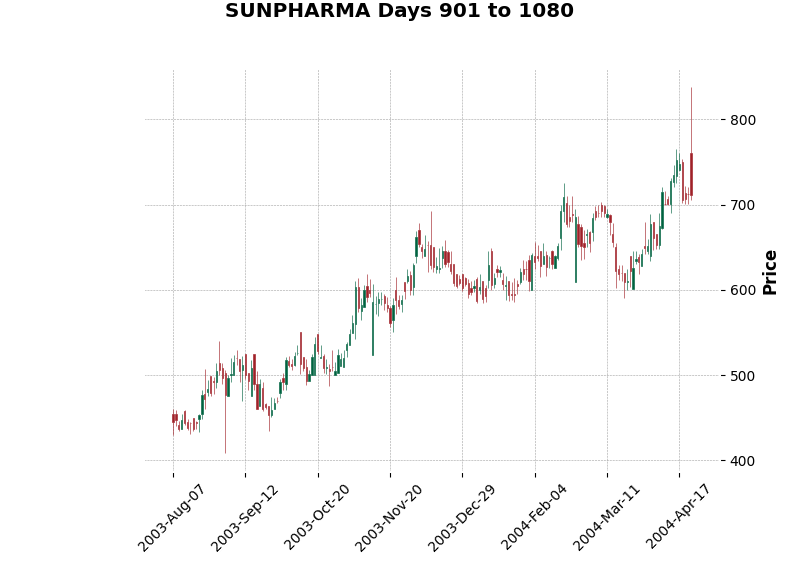 SUNPHARMA Days 901 to 1080
800
700
600
500
400
Price
2003-Aug-07
2003-Sep-12
2003-Oct-20
2003-Nov-20
2003-Dec-29
2004-Feb-04
2004-Mar-11
2004-Apr-17